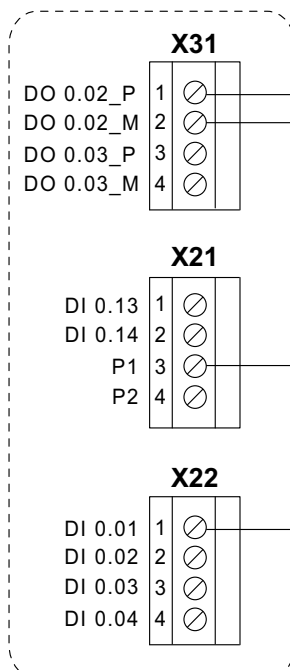 X31
DO 0.02_P 1
DO 0.02_M 2
DO 0.03_P 3
DO 0.03_M 4
X21
DI 0.13 1
DI 0.14 2
P1 3
P2 4
X22
DI 0.01 1
DI 0.02 2
DI 0.03 3
DI 0.04 4